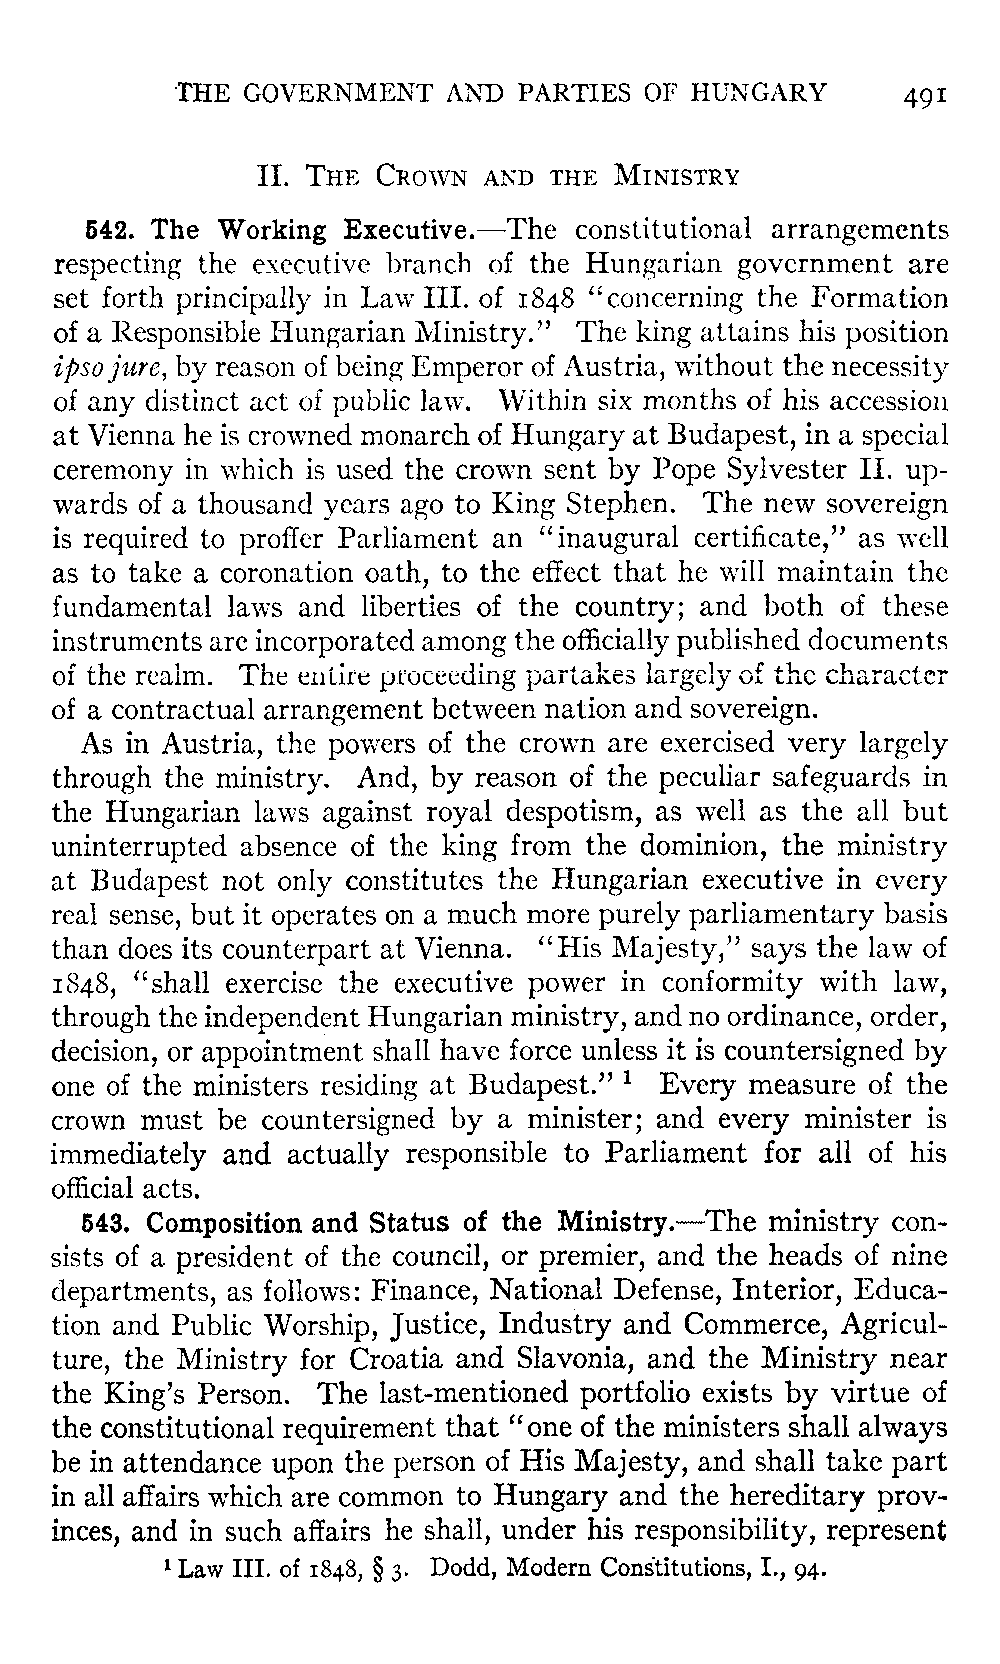 THE GOVERNMENT AND PARTIES OF HUNGARY 491
II. THE CROWN AND THE MINISTRY
542. The Working Executive.—The constitutional arrangements
respecting the executive branch of the Hungarian government are
set forth principally in Law III. of 1848 “concerning the Formation
of a Responsible Hungarian Ministry.” The king attains his position
ipso jure, by reason of being Emperor of Austria, without the necessity
of any distinct act of public law. Within six months of his accession
at Vienna he is crowned monarch of Hungary at Budapest, in a special
ceremony in which is used the crown sent by Pope Sylvester II. up-
wards of a thousand years ago to King Stephen. The new sovereign
is required to proffer Parliament an “inaugural certificate,” as well
as to take a coronation oath, to the effect that he will maintain the
fundamental laws and liberties of the country; and both of these
instruments are incorporated among the officially published documents
of the realm. The entire proceeding partakes largely of the character
of a contractual arrangement between nation and sovereign.
As in Austria, the powers of the crown are exercised very largely
through the ministry. And, by reason of the peculiar safeguards in
the Hungarian laws against royal despotism, as well as the all but
uninterrupted absence of the king from the dominion, the ministry
at Budapest not only constitutes the Hungarian executive in every
real sense, but it operates on a much more purely parliamentary basis
than does its counterpart at Vienna. “His Majesty,” says the law of
1848, “shall exercise the executive power in conformity with law,
through the independent Hungarian ministry, and no ordinance, order,
decision, or appointment shall have force unless it is countersigned by
one of the ministers residing at Budapest.” 1 Every measure of the
crown must be countersigned by a minister; and every minister is
immediately and actually responsible to Parliament for all of his
official acts.
543. Composition and Status of the Ministry.—The ministry con-
sists of a president of the council, or premier, and the heads of nine
departments, as follows: Finance, National Defense, Interior, Educa-
tion and Public Worship, Justice, Industry and Commerce, Agricul-
ture, the Ministry for Croatia and Slavonia, and the Ministry near
the King’s Person. The last-mentioned portfolio exists by virtue of
the constitutional requirement that “one of the ministers shall always
be in attendance upon the person of His Majesty, and shall take part
in all affairs which are common to Hungary and the hereditary prov-
inces, and in such affairs he shall, under his responsibility, represent
1 Law III. of 1848, § 3. Dodd, Modern Constitutions, I., 94.